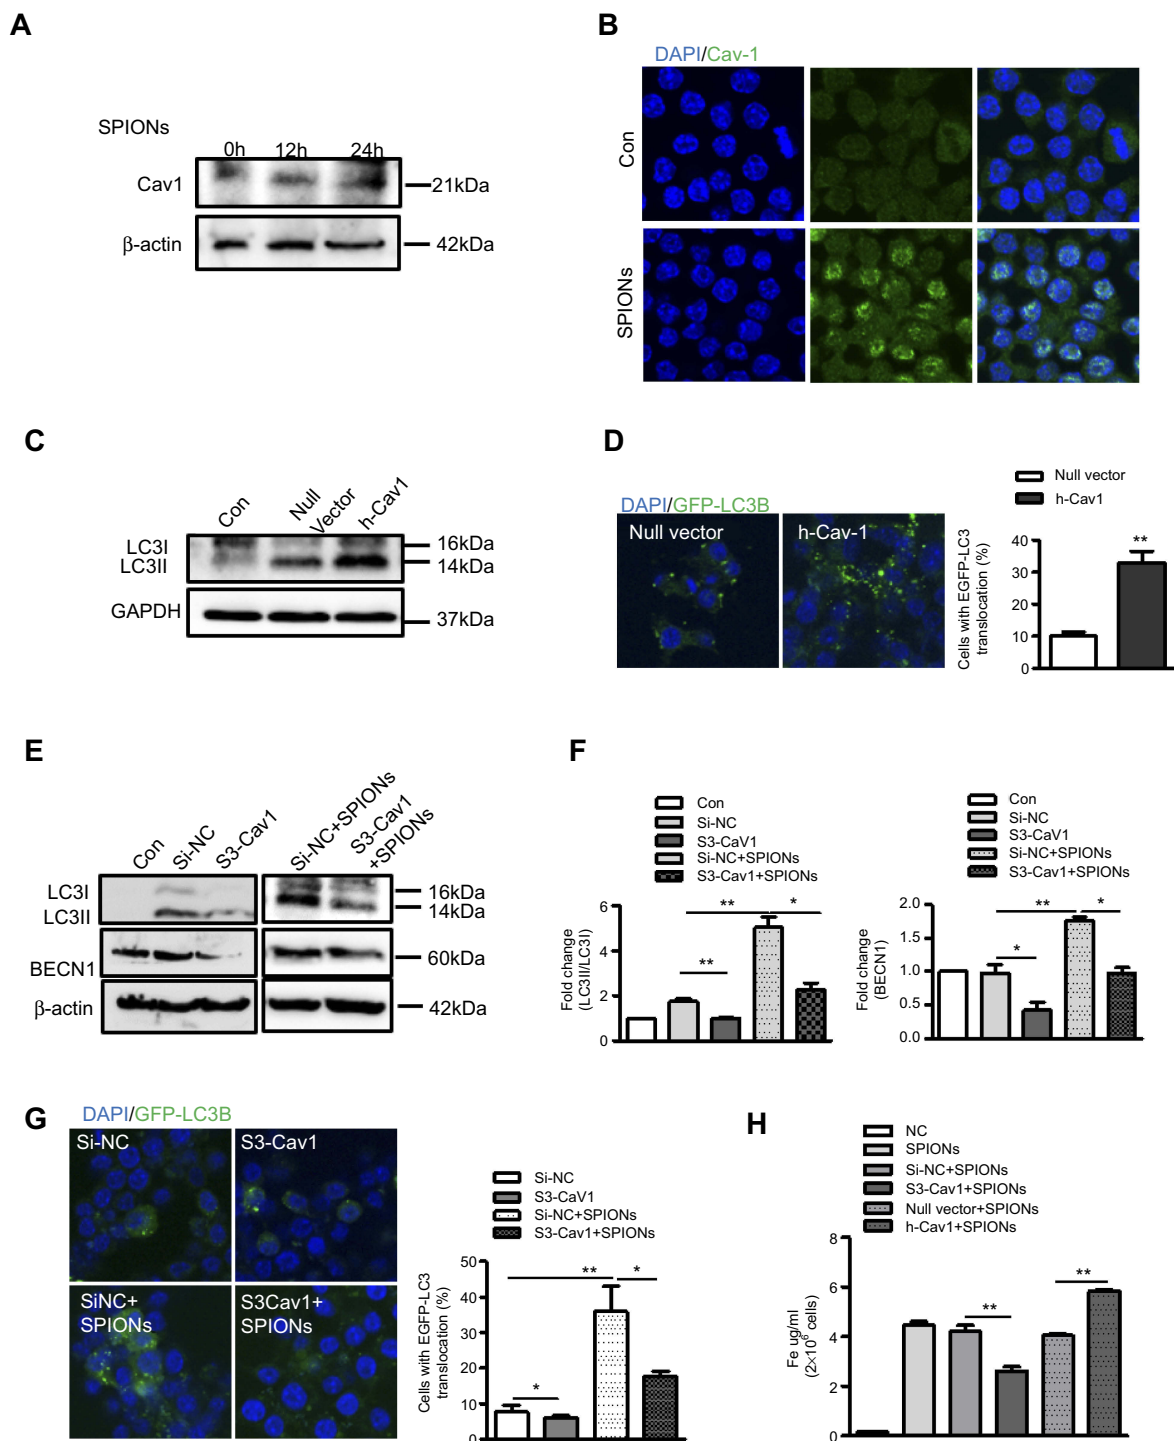 A
SPIONs
0h 12h 24h
Cav1
21kDa
β-actin
42kDa
B
DAPI/Cav-1
Con
SPIONs
C
Con
Null Vector
h-Cav1
LC3I
LC3II
16kDa
14kDa
GAPDH
37kDa
D
DAPI/GFP-LC3B
Null vector
h-Cav-1
Null vector
h-Cav1
Cells with EGFP-LC3
translocation (%)
40
30
20
10
0
**
E
Con
Si-NC
S3-Cav1
Si-NC+SPIONs
S3-Cav1
+SPIONs
LC3I
LC3II
16kDa
14kDa
BECN1
60kDa
β-actin
42kDa
F
Con
Si-NC
S3-CaV1
Si-NC+SPIONs
S3-Cav1+SPIONs
Fold change
(LC3II/LC3I)
6
4
2
0
**
**
*
Con
Si-NC
S3-CaV1
Si-NC+SPIONs
S3-Cav1+SPIONs
Fold change
(BECN1)
2.0
1.5
1.0
0.5
0.0
*
**
*
G
DAPI/GFP-LC3B
Si-NC
S3-Cav1
SiNC+
SPIONs
S3Cav1+
SPIONs
Si-NC
S3-CaV1
Si-NC+SPIONs
S3-Cav1+SPIONs
Cells with EGFP-LC3
translocation (%)
50
40
30
20
10
0
*
**
*
H
NC
SPIONs
Si-NC+SPIONs
S3-Cav1+SPIONs
Null vector+SPIONs
h-Cav1+SPIONs
Fe ug/ml
(2×10⁶ cells)
8
6
4
2
0
**
**